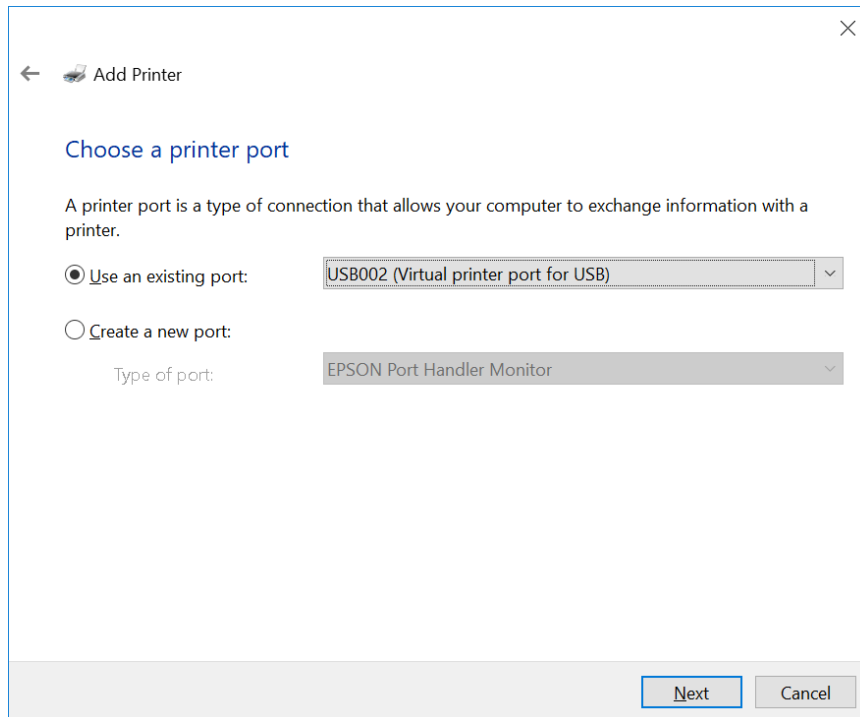 Add Printer
Choose a printer port
A printer port is a type of connection that allows your computer to exchange information with a
printer.
Use an existing port: USB002 (Virtual printer port for USB)
Create a new port:
Type of port: EPSON Port Handler Monitor
Next Cancel